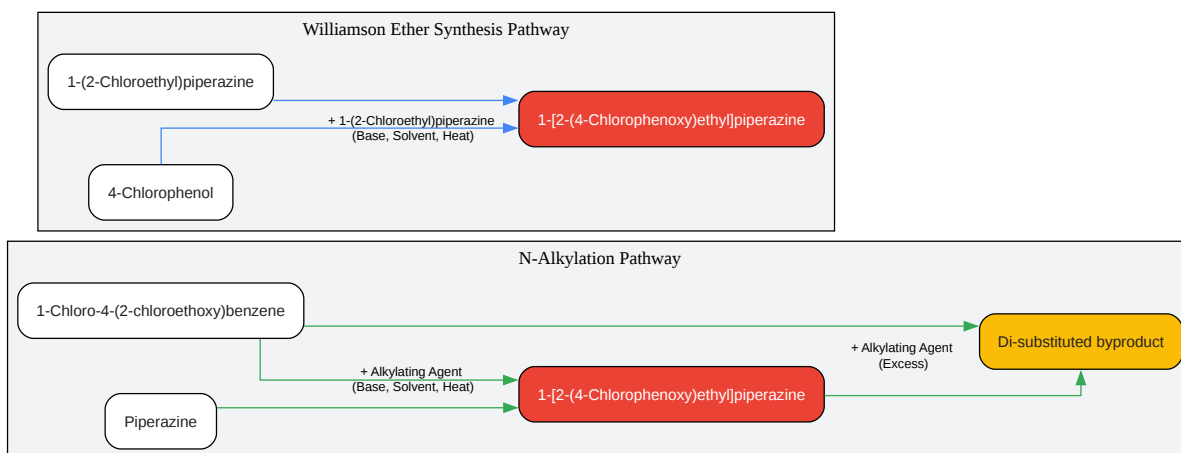 Williamson Ether Synthesis Pathway
1-(2-Chloroethyl)piperazine
+ 1-(2-Chloroethyl)piperazine
(Base, Solvent, Heat)
1-[2-(4-Chlorophenoxy)ethyl]piperazine
4-Chlorophenol
N-Alkylation Pathway
1-Chloro-4-(2-chloroethoxy)benzene
+ Alkylating Agent
(Excess)
Di-substituted byproduct
+ Alkylating Agent
(Base, Solvent, Heat)
1-[2-(4-Chlorophenoxy)ethyl]piperazine
Piperazine